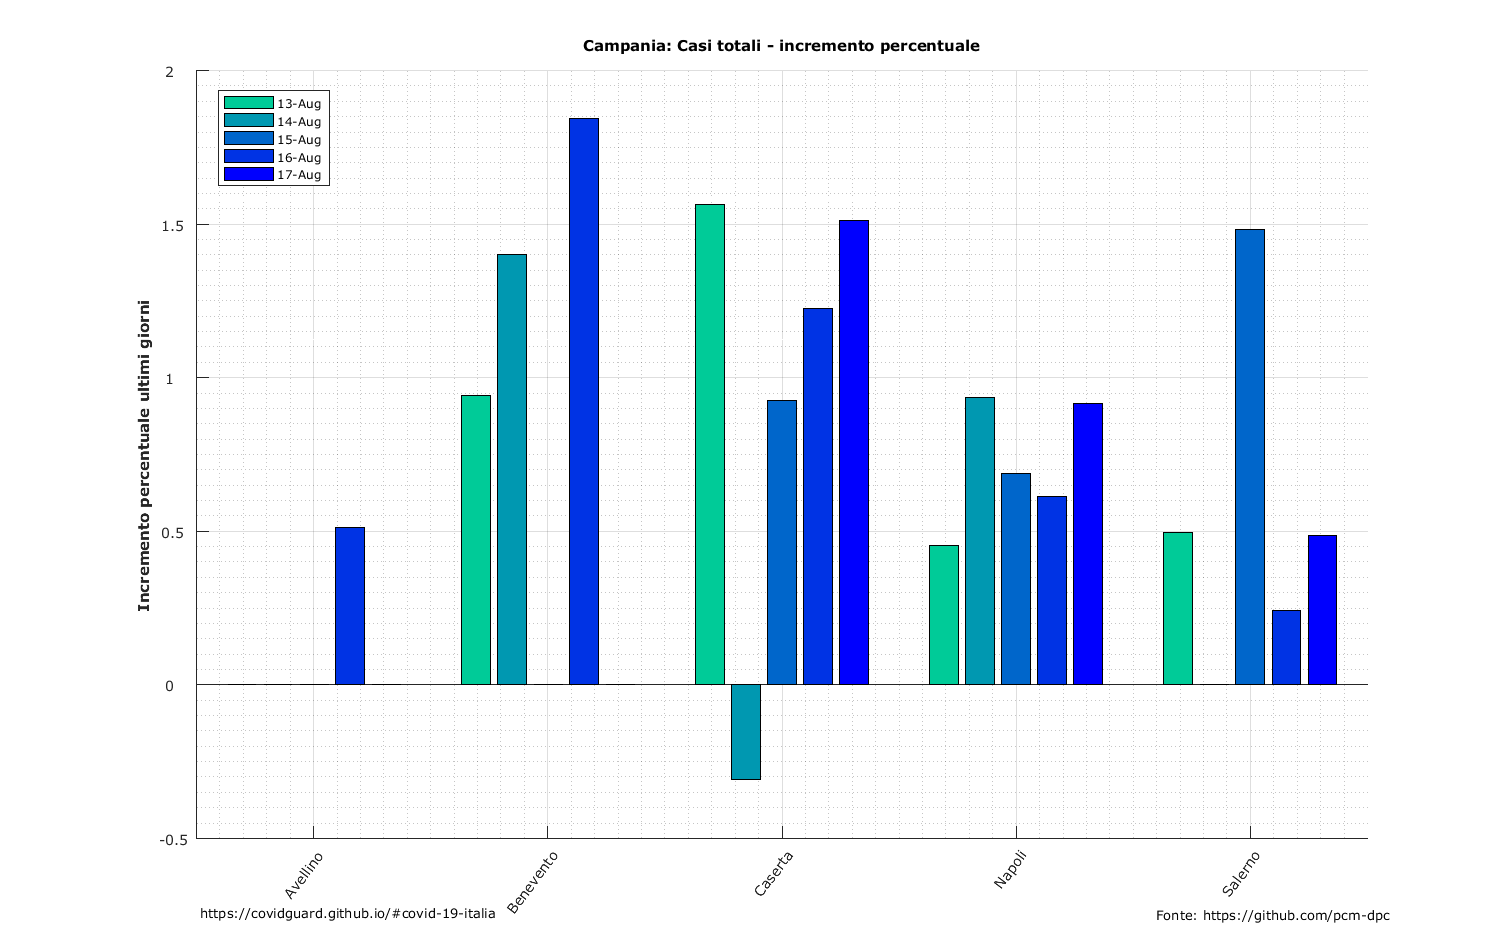 Campania: Casi totali - incremento percentuale
2
1.5
1
0.5
0
-0.5
Incremento percentuale ultimi giorni
13-Aug
14-Aug
15-Aug
16-Aug
17-Aug
Avellino
Benevento
Caserta
Napoli
Salerno
https://covidguard.github.io/#covid-19-italia
Fonte: https://github.com/pcm-dpc